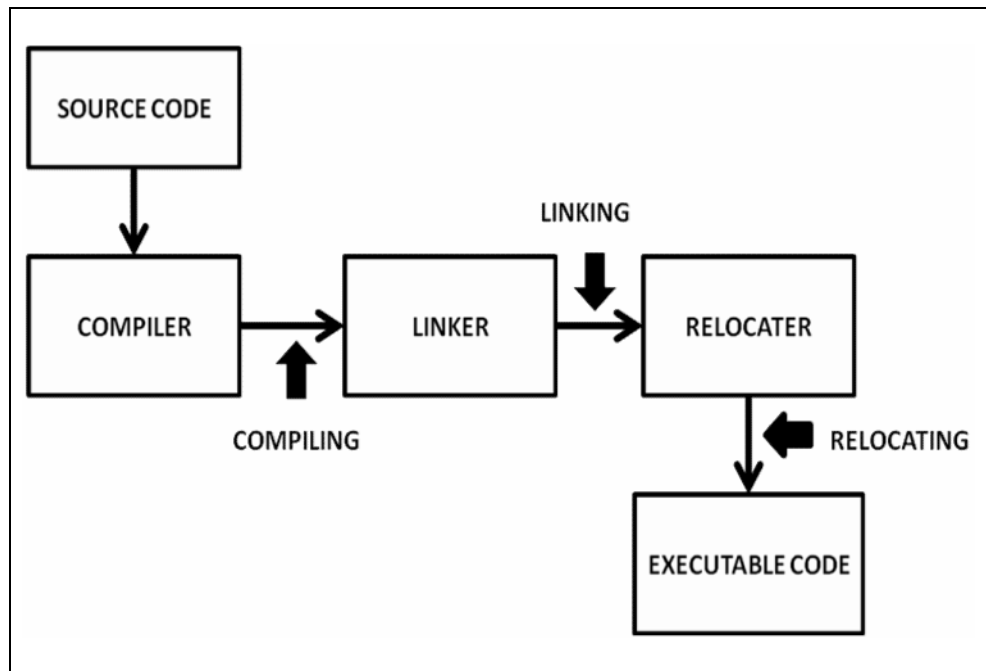 SOURCE CODE
LINKING
COMPILER
LINKER
RELOCATER
COMPILING
RELOCATING
EXECUTABLE CODE